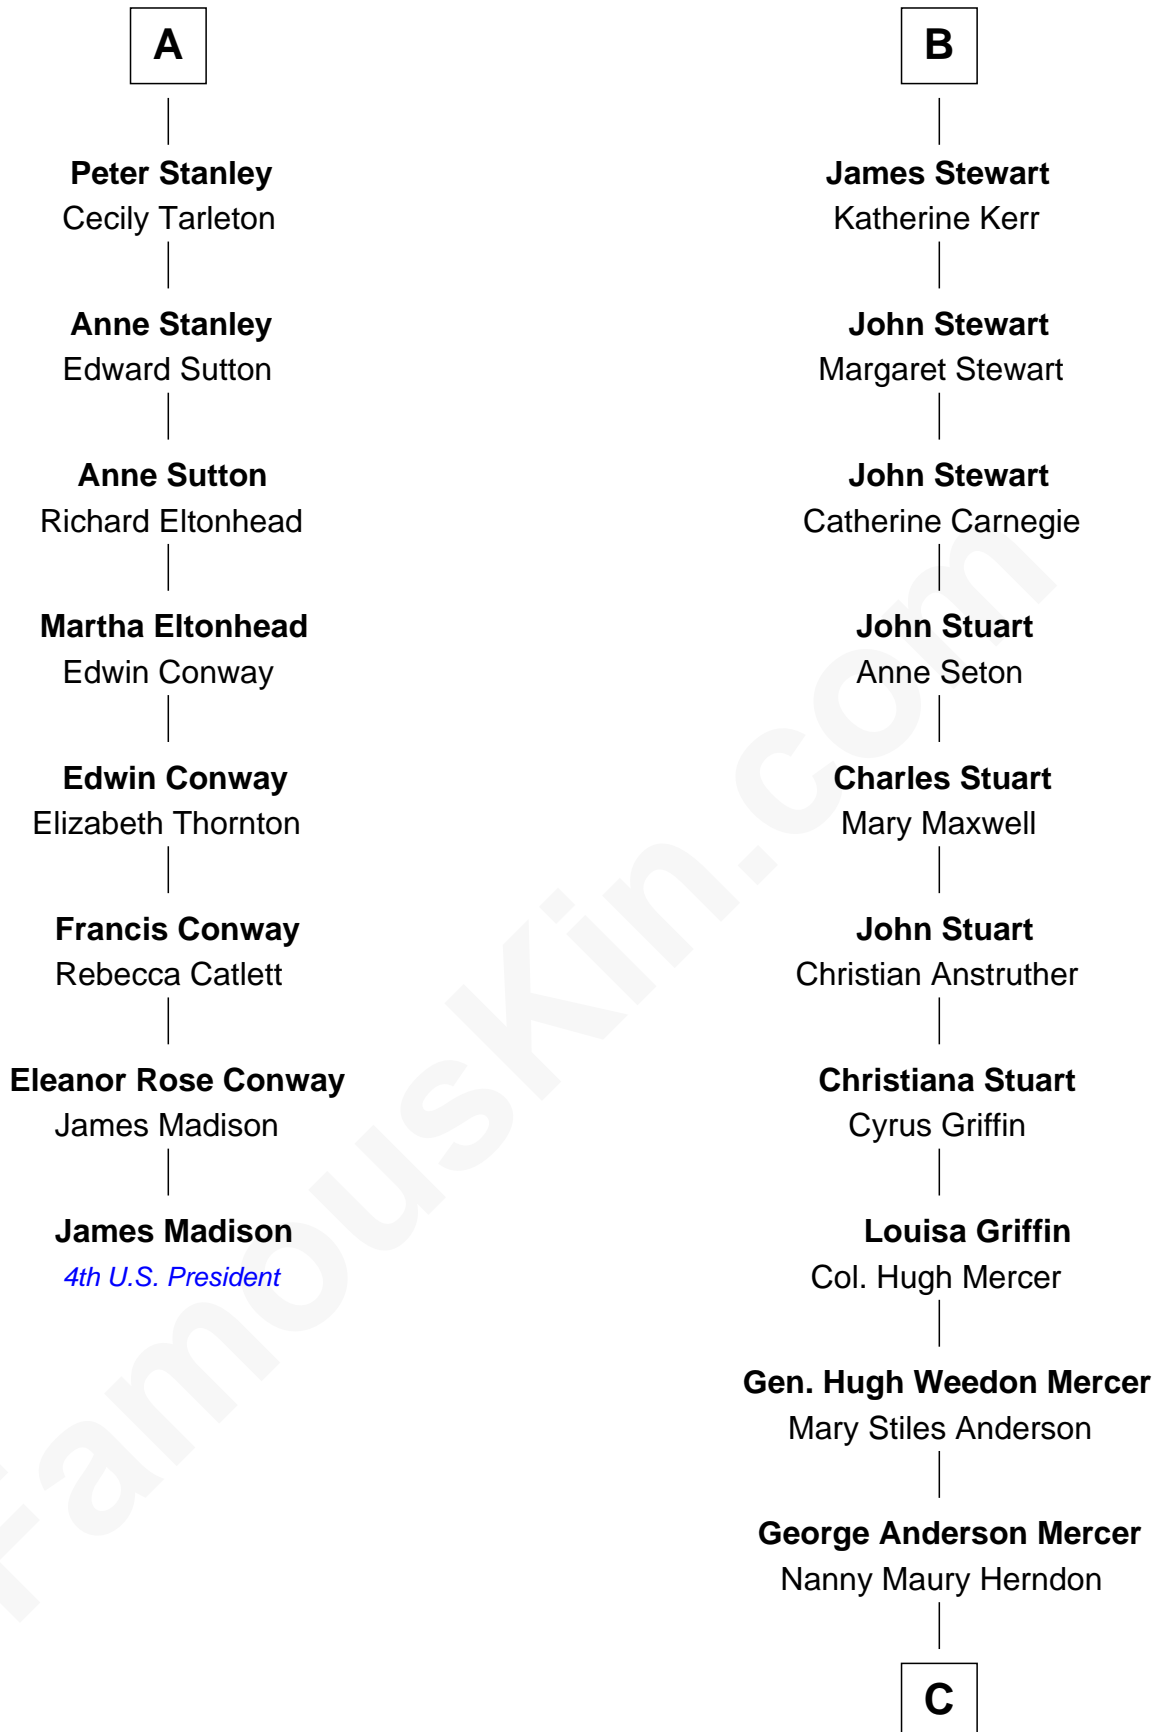 A
Peter Stanley
Cecily Tarleton
Anne Stanley
Edward Sutton
Anne Sutton
Richard Eltonhead
Martha Eltonhead
Edwin Conway
Edwin Conway
Elizabeth Thornton
Francis Conway
Rebecca Catlett
Eleanor Rose Conway
James Madison
James Madison
4th U.S. President
B
James Stewart
Katherine Kerr
John Stewart
Margaret Stewart
John Stewart
Catherine Carnegie
John Stuart
Anne Seton
Charles Stuart
Mary Maxwell
John Stuart
Christian Anstruther
Christiana Stuart
Cyrus Griffin
Louisa Griffin
Col. Hugh Mercer
Gen. Hugh Weedon Mercer
Mary Stiles Anderson
George Anderson Mercer
Nanny Maury Herndon
C
FamousKin.com